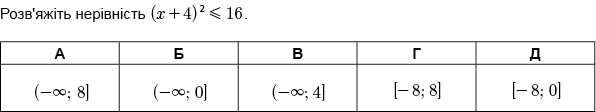 Розв'яжіть нерівність (x + 4)² ⩽ 16.
А Б В Г Д
(−∞; 8] (−∞; 0] (−∞; 4] [− 8; 8] [− 8; 0]